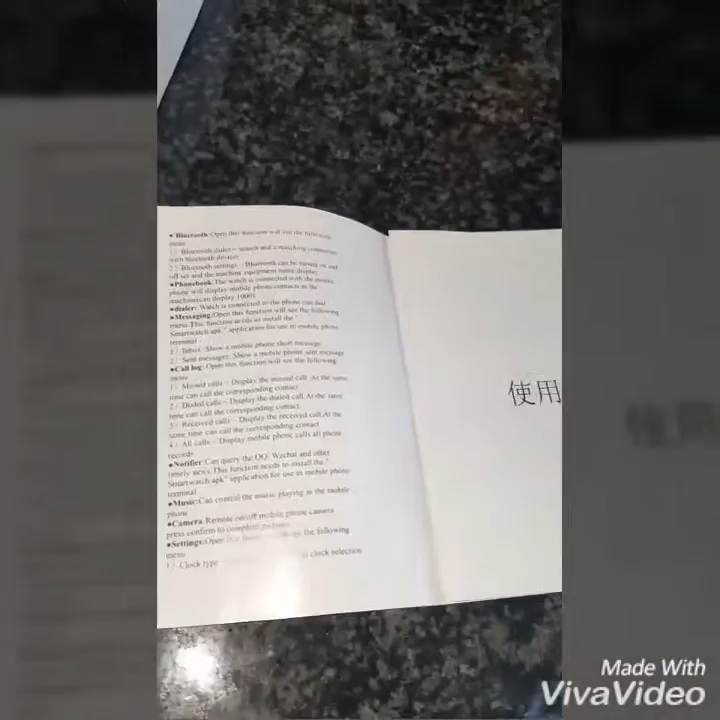 ●Bluetooth:Open this function will see the following
menu
1、Bluetooth dialer- search and a matching connection
with bluetooth devices
2、Bluetooth settings - Bluetooth can be turned on and
off set and the machine equipment name display
●Phonebook:The watch is connected with the mobile
phone will display mobile phone contacts in the
machine(can display 1000)
●dialer: Watch is connected to the phone can dial
●Messaging:Open this function will see the following
menu.This function needs to install the "
Smartwatch apk" application for use in mobile phone
terminal
1、Inbox: Show a mobile phone short message
2、Sent messages: Show a mobile phone sent message
●Call log:Open this function will see the following
menu
1、Missed calls - Display the missed call .At the same
time can call the corresponding contact
2、Dialed calls - Display the dialed call.At the same
time can call the corresponding contact
3、Received calls - Display the received call.At the
same time can call the corresponding contact
4、All calls - Display mobile phone calls all phone
records
●Notifier:Can query the QQ, Wechat and other
timely news.This function needs to install the "
Smartwatch apk" application for use in mobile phone
terminal
●Music:Can control the music playing in the mobile
phone
●Camera:Remote on/off mobile phone camera
press confirm to complete pictures
●Settings:Open the following
menu
1、Clock type clock selection
使用
Made With
VivaVideo